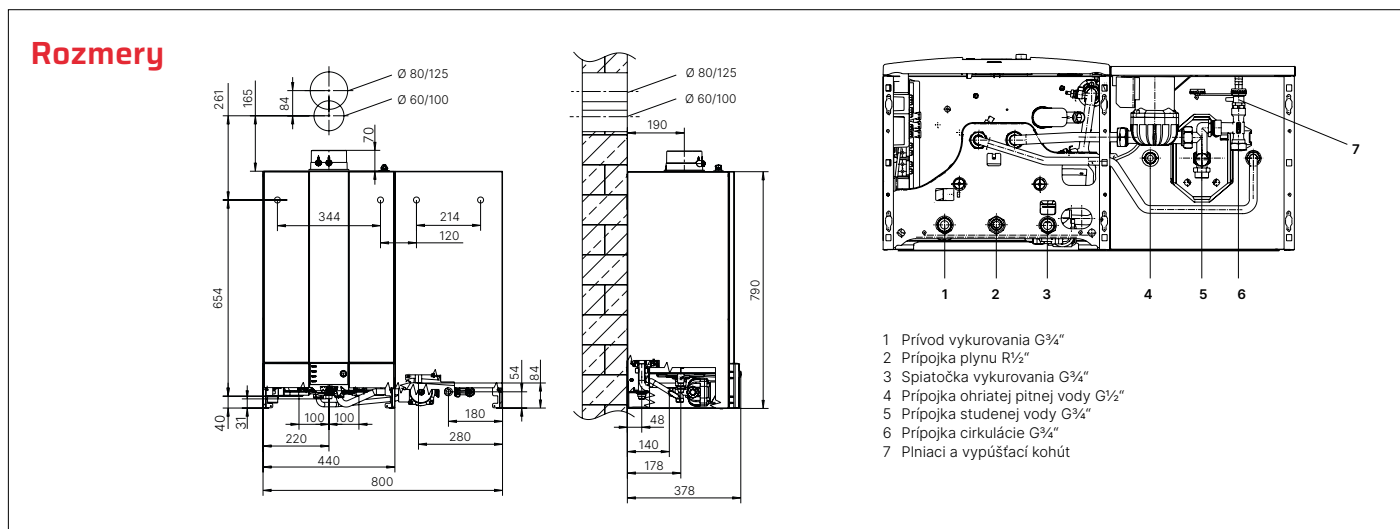 Rozmery
Ø 80/125
Ø 60/100
261
165
84
70
344
214
120
654
40
31
100
100
220
440
800
180
280
54
84
Ø 80/125
Ø 60/100
190
790
48
140
178
378
7
1
2
3
4
5
6
1 Prívod vykurovania G¾“
2 Prípojka plynu R½“
3 Spiatočka vykurovania G¾“
4 Prípojka ohriatej pitnej vody G½“
5 Prípojka studenej vody G¾“
6 Prípojka cirkulácie G¾“
7 Plniaci a vypúšťací kohút